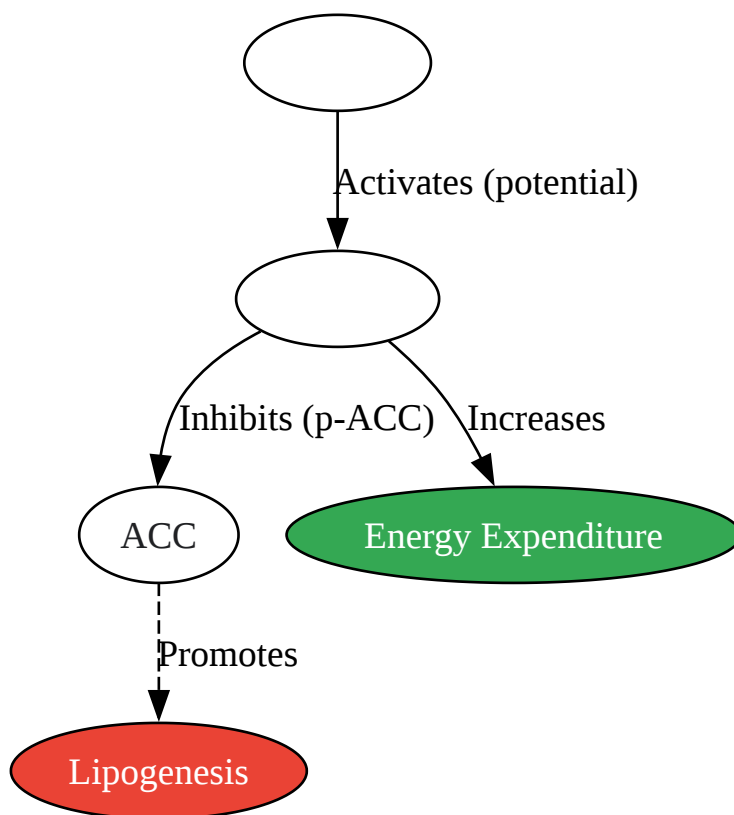 Activates (potential)
Inhibits (p-ACC)
Increases
ACC
Energy Expenditure
Promotes
Lipogenesis